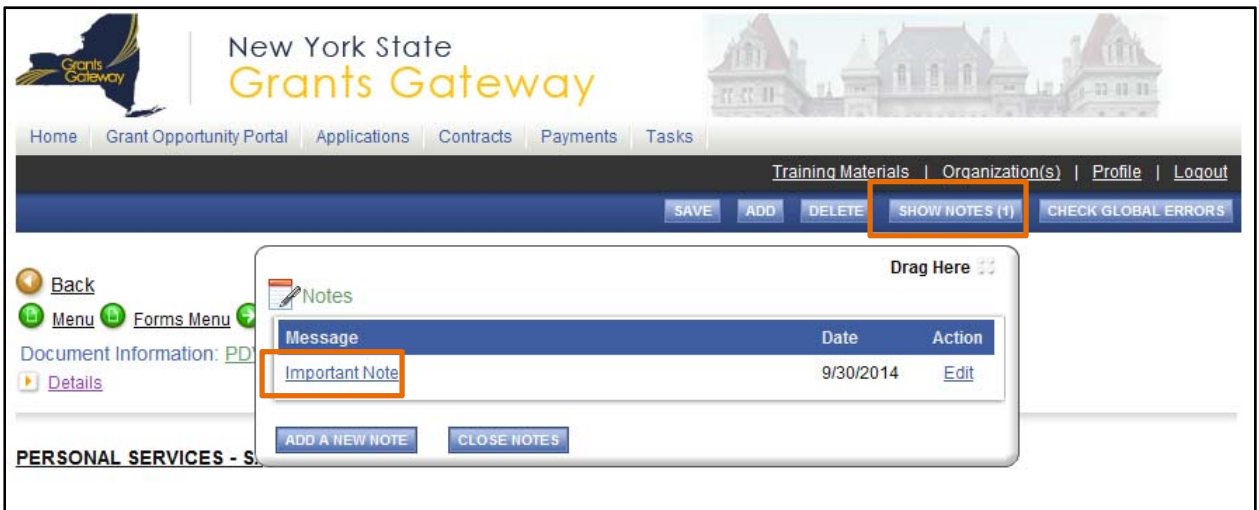 Grants
Gateway
New York State
Grants Gateway
Home Grant Opportunity Portal Applications Contracts Payments Tasks
Training Materials | Organization(s) | Profile | Logout
SAVE ADD DELETE SHOW NOTES (1) CHECK GLOBAL ERRORS
Drag Here
Back
Notes
Menu Forms Menu
Message Date Action
Document Information: PD
Important Note 9/30/2014 Edit
Details
ADD A NEW NOTE CLOSE NOTES
PERSONAL SERVICES - S